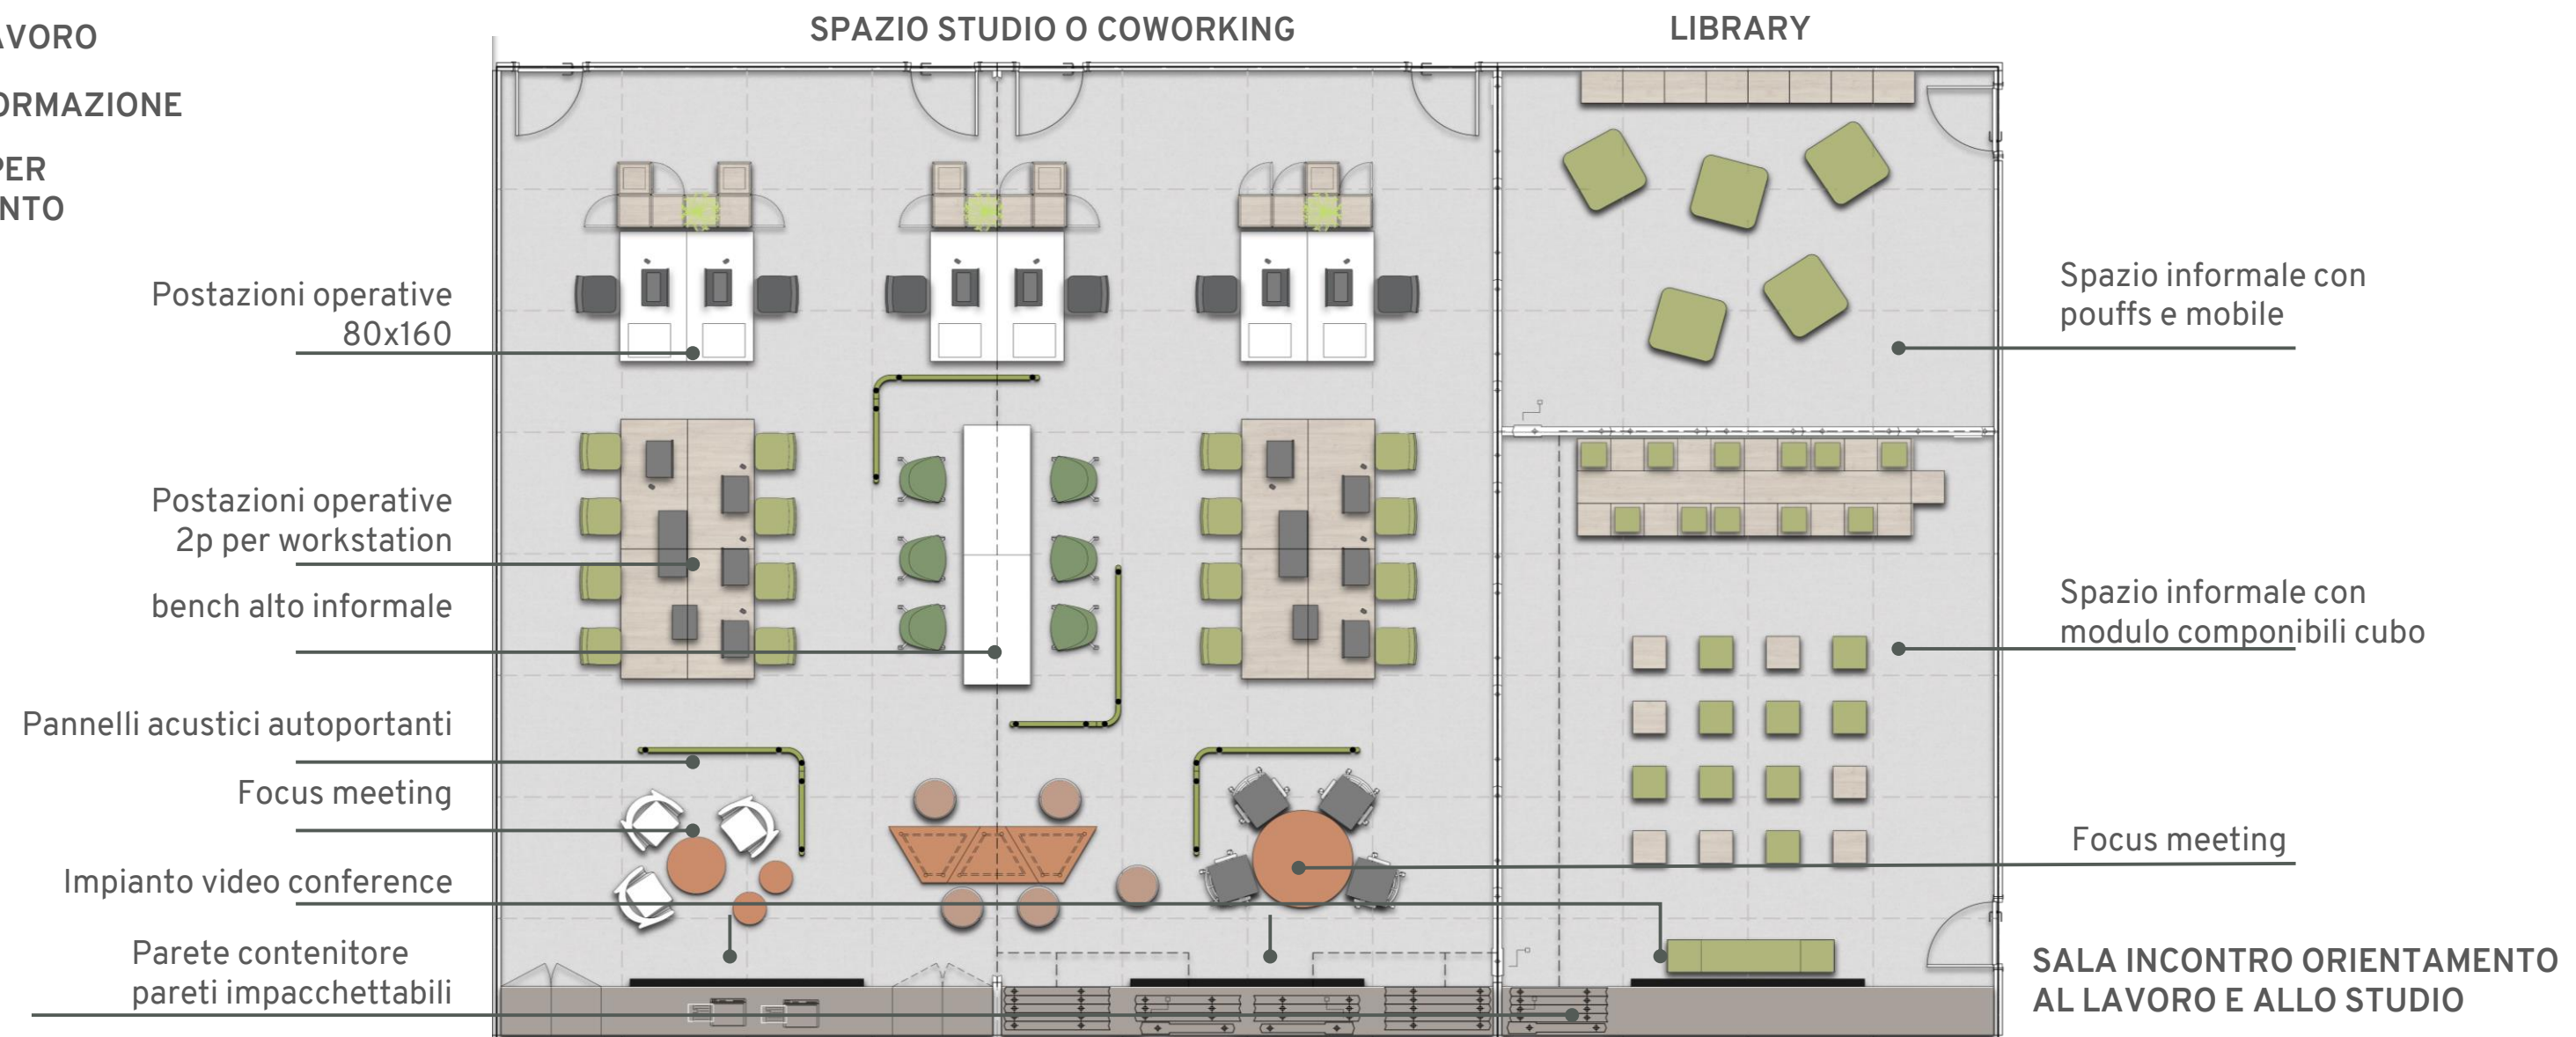 SPAZIO STUDIO O COWORKING
LIBRARY
AVORO
ORMAZIONE
PER
NTO
Postazioni operative
80x160
Postazioni operative
2p per workstation
bench alto informale
Pannelli acustici autoportanti
Focus meeting
Impianto video conference
Parete contenitore
pareti impacchettabili
Spazio informale con
pouffs e mobile
Spazio informale con
modulo componibili cubo
Focus meeting
SALA INCONTRO ORIENTAMENTO
AL LAVORO E ALLO STUDIO